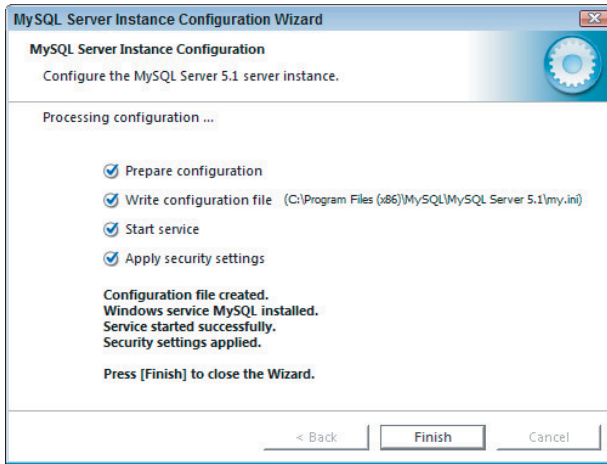 MySQL Server Instance Configuration Wizard
MySQL Server Instance Configuration
Configure the MySQL Server 5.1 server instance.
Processing configuration ...
Prepare configuration
Write configuration file (C:\Program Files (x86)\MySQL\MySQL Server 5.1\my.ini)
Start service
Apply security settings
Configuration file created.
Windows service MySQL installed.
Service started successfully.
Security settings applied.
Press [Finish] to close the Wizard.
< Back Finish Cancel